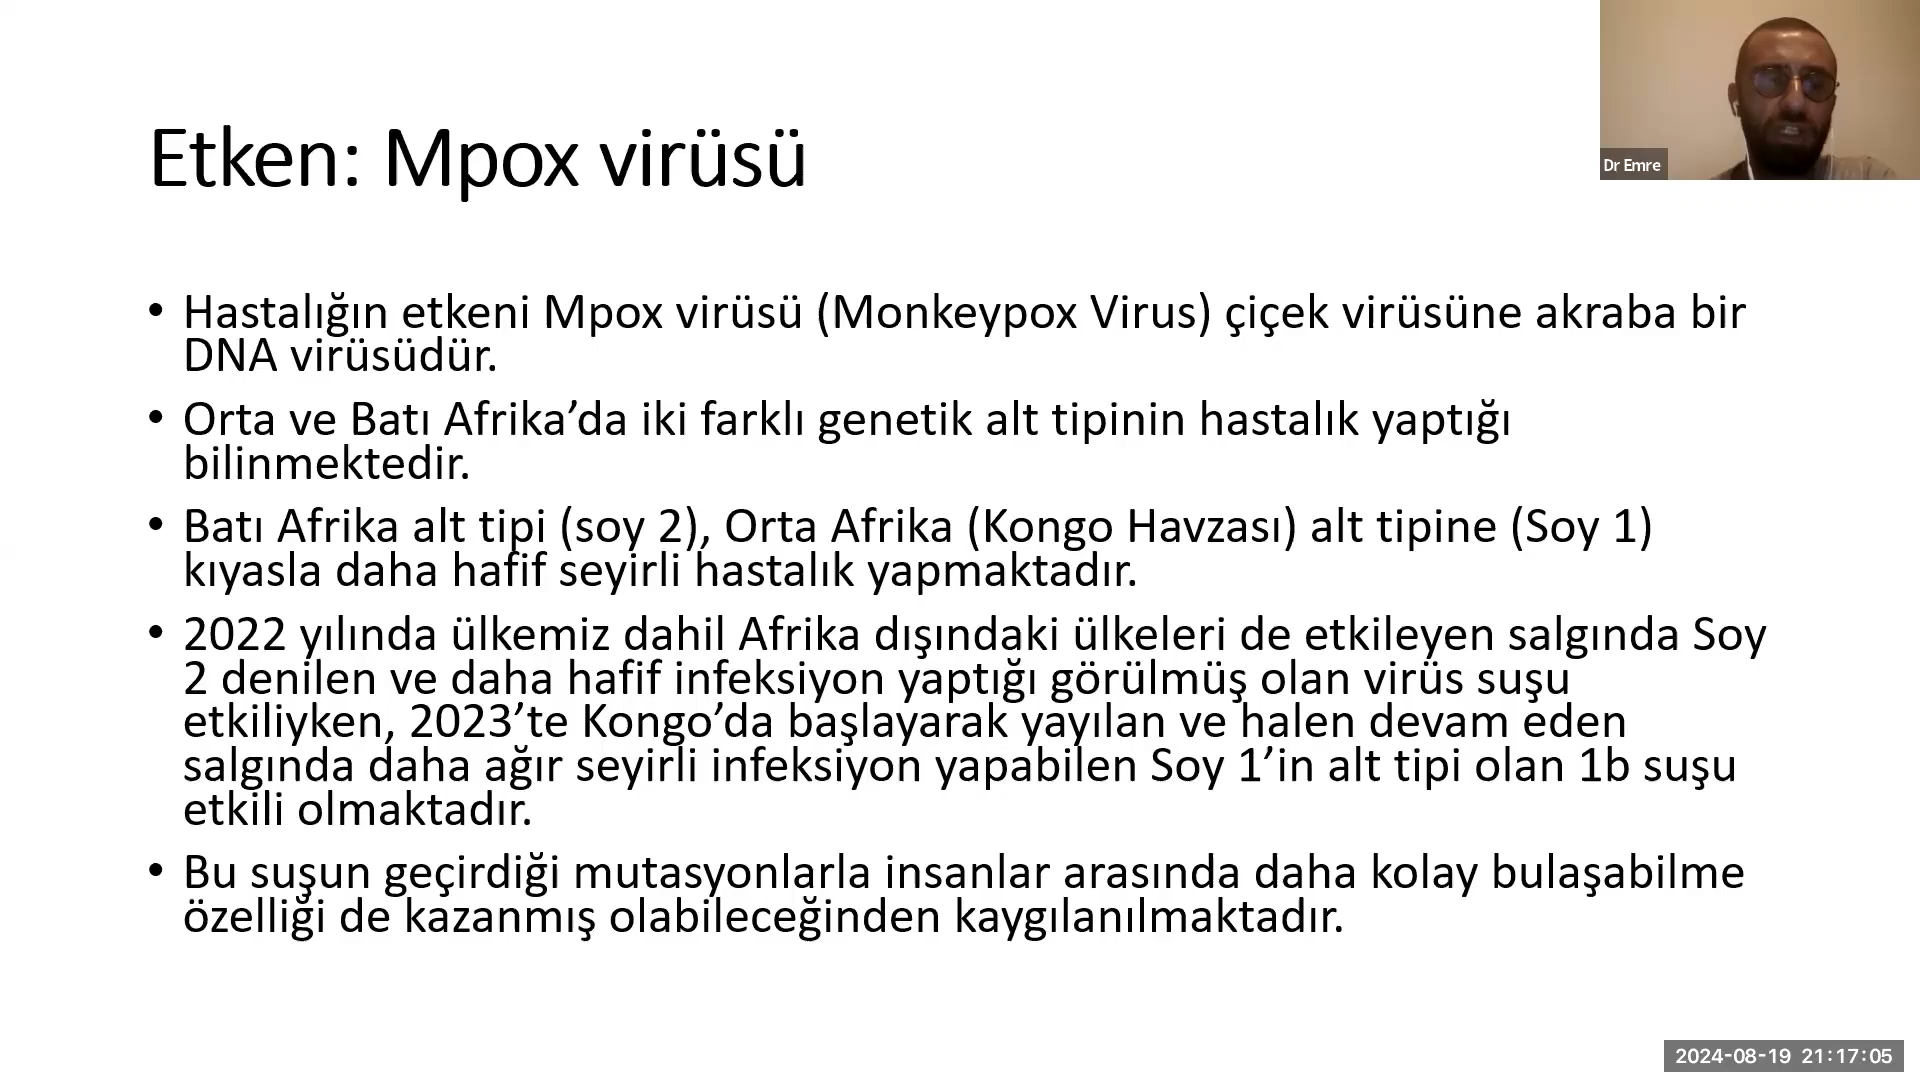 Dr Emre
Etken: Mpox virüsü
• Hastalığın etkeni Mpox virüsü (Monkeypox Virus) çiçek virüsüne akraba bir
DNA virüsüdür.
• Orta ve Batı Afrika’da iki farklı genetik alt tipinin hastalık yaptığı
bilinmektedir.
• Batı Afrika alt tipi (soy 2), Orta Afrika (Kongo Havzası) alt tipine (Soy 1)
kıyasla daha hafif seyirli hastalık yapmaktadır.
• 2022 yılında ülkemiz dahil Afrika dışındaki ülkeleri de etkileyen salgında Soy
2 denilen ve daha hafif infeksiyon yaptığı görülmüş olan virüs suşu
etkiliyken, 2023’te Kongo’da başlayarak yayılan ve halen devam eden
salgında daha ağır seyirli infeksiyon yapabilen Soy 1’in alt tipi olan 1b suşu
etkili olmaktadır.
• Bu suşun geçirdiği mutasyonlarla insanlar arasında daha kolay bulaşabilme
özelliği de kazanmış olabileceğinden kaygılanılmaktadır.
2024-08-19 21:17:05